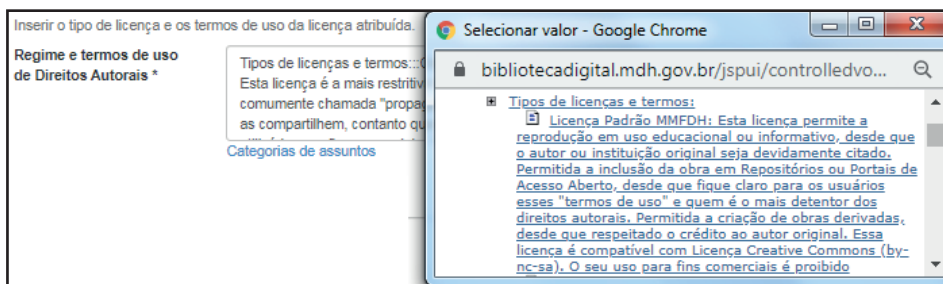 Inserir o tipo de licença e os termos de uso da licença atribuída.
Regime e termos de uso
de Direitos Autorais *
Tipos de licenças e termos:::
Esta licença é a mais
comumente chamada
as compartilhem, contanto
Categorias de assuntos
Selecionar valor - Google Chrome
bibliotecadigital.mdh.gov.br/jspui/controlledvo...
Tipos de licenças e termos:
Licença Padrão MMFDH: Esta licença permite a
reprodução em uso educacional ou informativo, desde que
o autor ou instituição original seja devidamente citado.
Permitida a inclusão da obra em Repositórios ou Portais de
Acesso Aberto, desde que fique claro para os usuários
esses "termos de uso" e quem é o mais detentor dos
direitos autorais. Permitida a criação de obras derivadas,
desde que respeitado o crédito ao autor original. Essa
licença é compatível com Licença Creative Commons (by-
nc-sa). O seu uso para fins comerciais é proibido